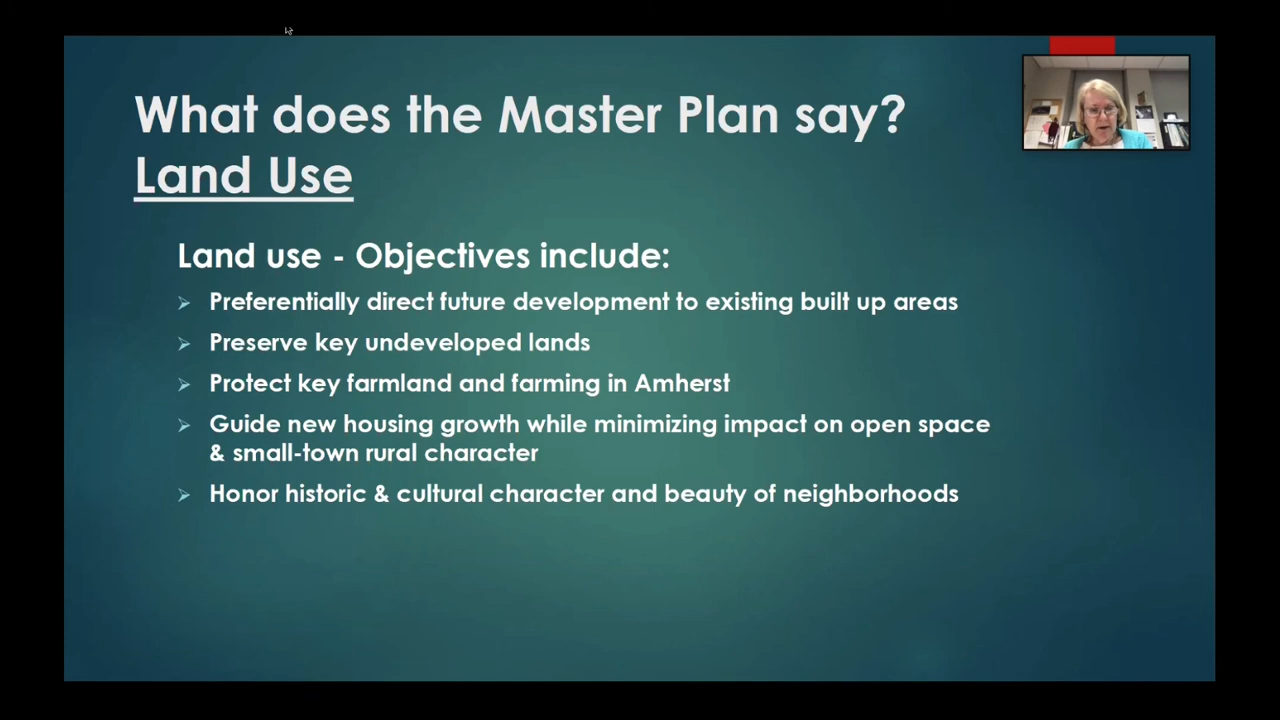 What does the Master Plan say?
Land Use
Land use - Objectives include:
Preferentially direct future development to existing built up areas
Preserve key undeveloped lands
Protect key farmland and farming in Amherst
Guide new housing growth while minimizing impact on open space
& small-town rural character
Honor historic & cultural character and beauty of neighborhoods